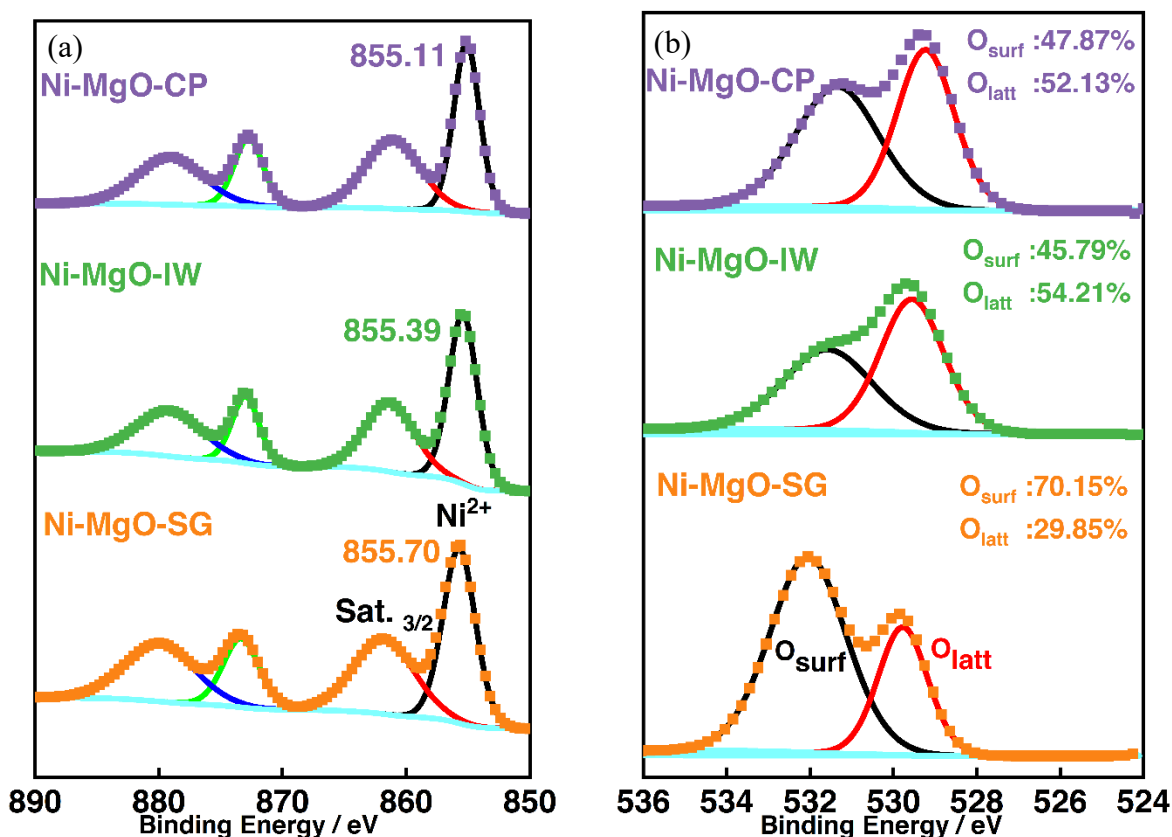 (a)
855.11
Ni-MgO-CP
Ni-MgO-IW
855.39
Ni-MgO-SG
Ni2+
855.70
Sat. 3/2
890 880 870 860 850
Binding Energy / eV
(b)
Osurf :47.87%
Ni-MgO-CP
Olatt :52.13%
Ni-MgO-IW
Osurf :45.79%
Olatt :54.21%
Ni-MgO-SG
Osurf :70.15%
Olatt :29.85%
Osurf
Olatt
536 534 532 530 528 526 524
Binding Energy / eV